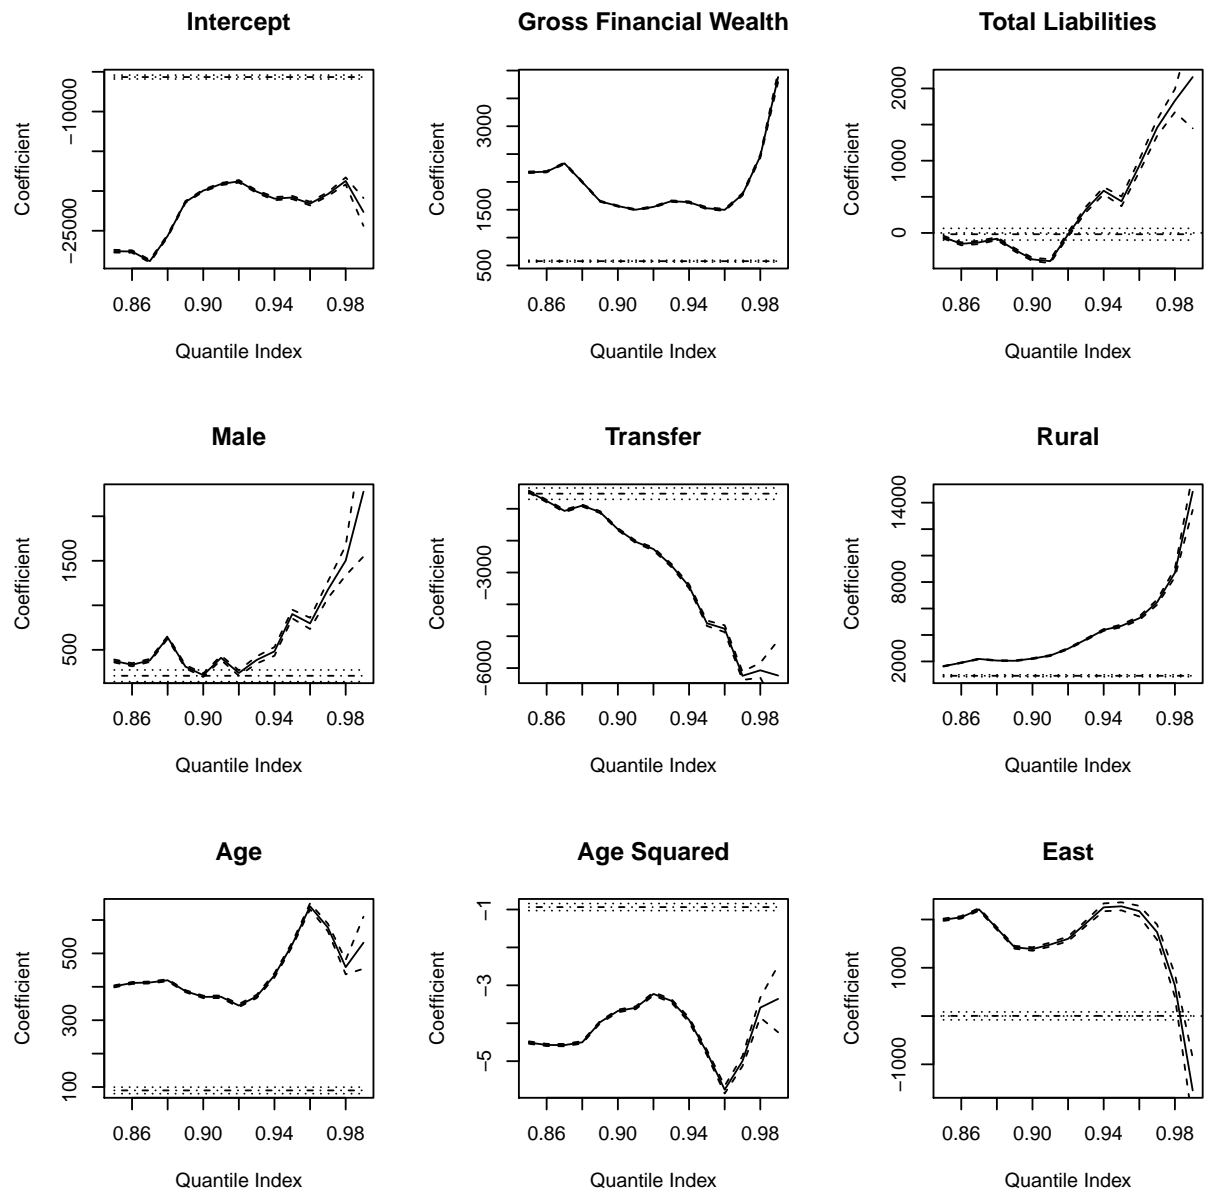 Intercept
Gross Financial Wealth
Total Liabilities
Coefficient
−10000
−25000
0.86 0.90 0.94 0.98
Quantile Index
Coefficient
3000
1500
500
0.86 0.90 0.94 0.98
Quantile Index
Coefficient
2000
1000
0
0.86 0.90 0.94 0.98
Quantile Index
Male
Transfer
Rural
Coefficient
1500
500
0.86 0.90 0.94 0.98
Quantile Index
Coefficient
−3000
−6000
0.86 0.90 0.94 0.98
Quantile Index
Coefficient
14000
8000
2000
0.86 0.90 0.94 0.98
Quantile Index
Age
Age Squared
East
Coefficient
500
300
100
0.86 0.90 0.94 0.98
Quantile Index
Coefficient
−1
−3
−5
0.86 0.90 0.94 0.98
Quantile Index
Coefficient
1000
−1000
0.86 0.90 0.94 0.98
Quantile Index